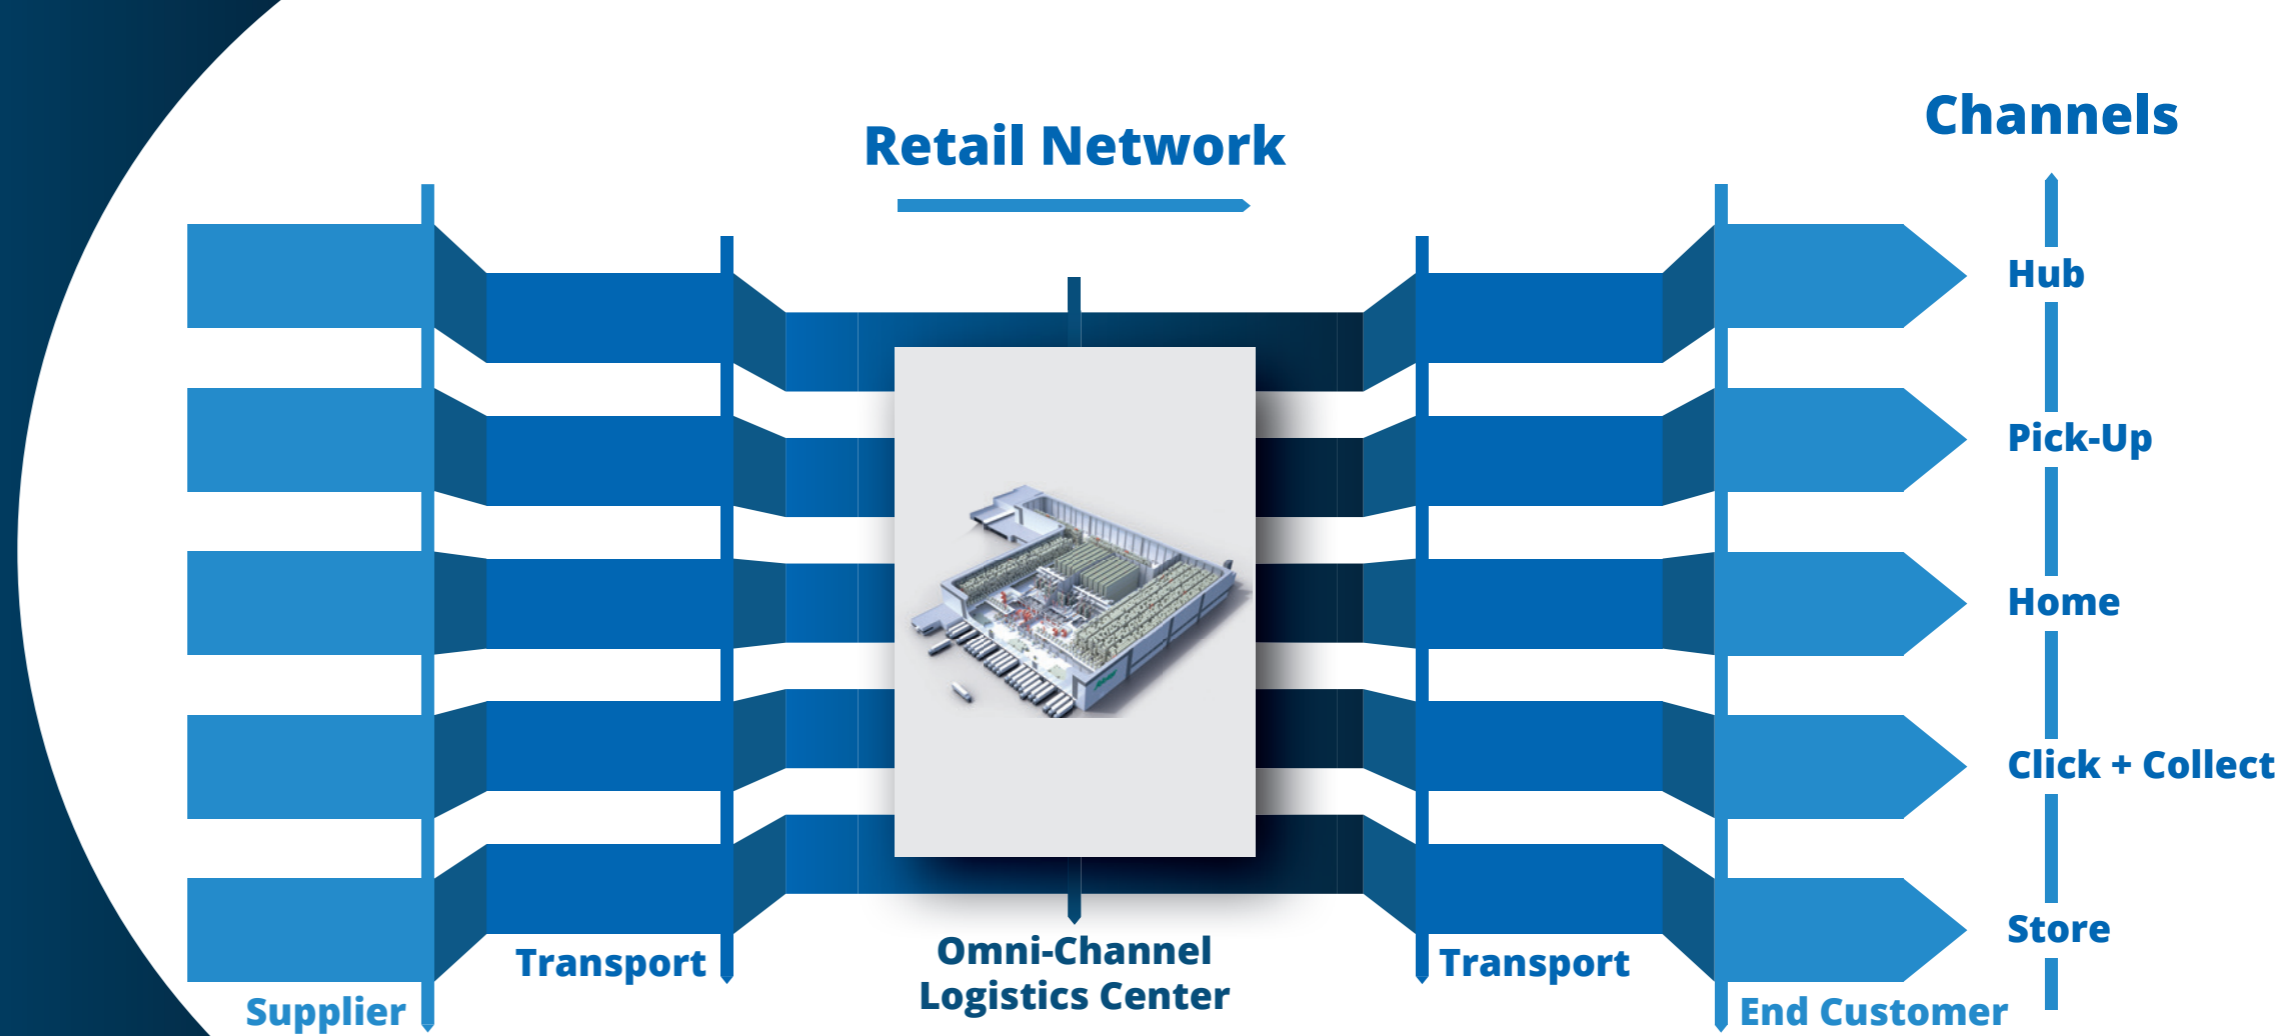 Channels
Retail Network
Hub
Pick-Up
Home
Click + Collect
Store
Transport
Omni-Channel
Logistics Center
Transport
Supplier
End Customer